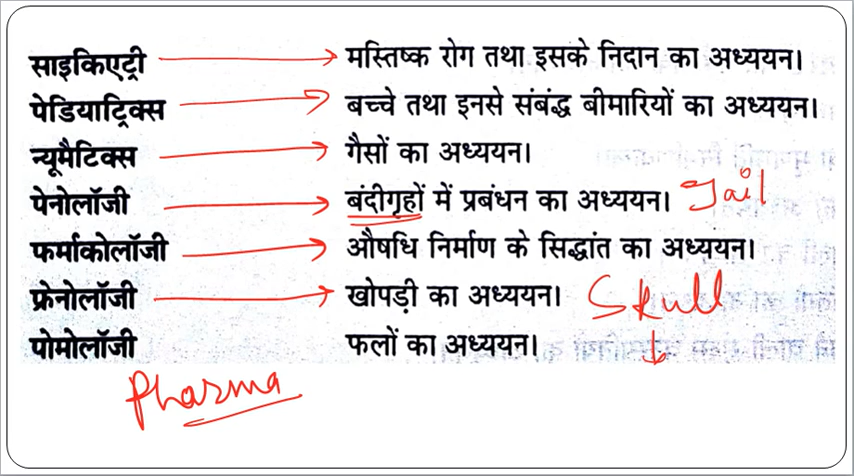 साइकिएट्री मस्तिष्क रोग तथा इसके निदान का अध्ययन।
पेडियाट्रिक्स बच्चे तथा इनसे संबंद्ध बीमारियों का अध्ययन।
न्यूमैटिक्स गैसों का अध्ययन।
पेनोलॉजी बंदीगृहों में प्रबंधन का अध्ययन। Jail
फर्माकोलॉजी औषधि निर्माण के सिद्धांत का अध्ययन।
फ्रेनोलॉजी खोपड़ी का अध्ययन। Skull
पोमोलॉजी फलों का अध्ययन।
Pharma